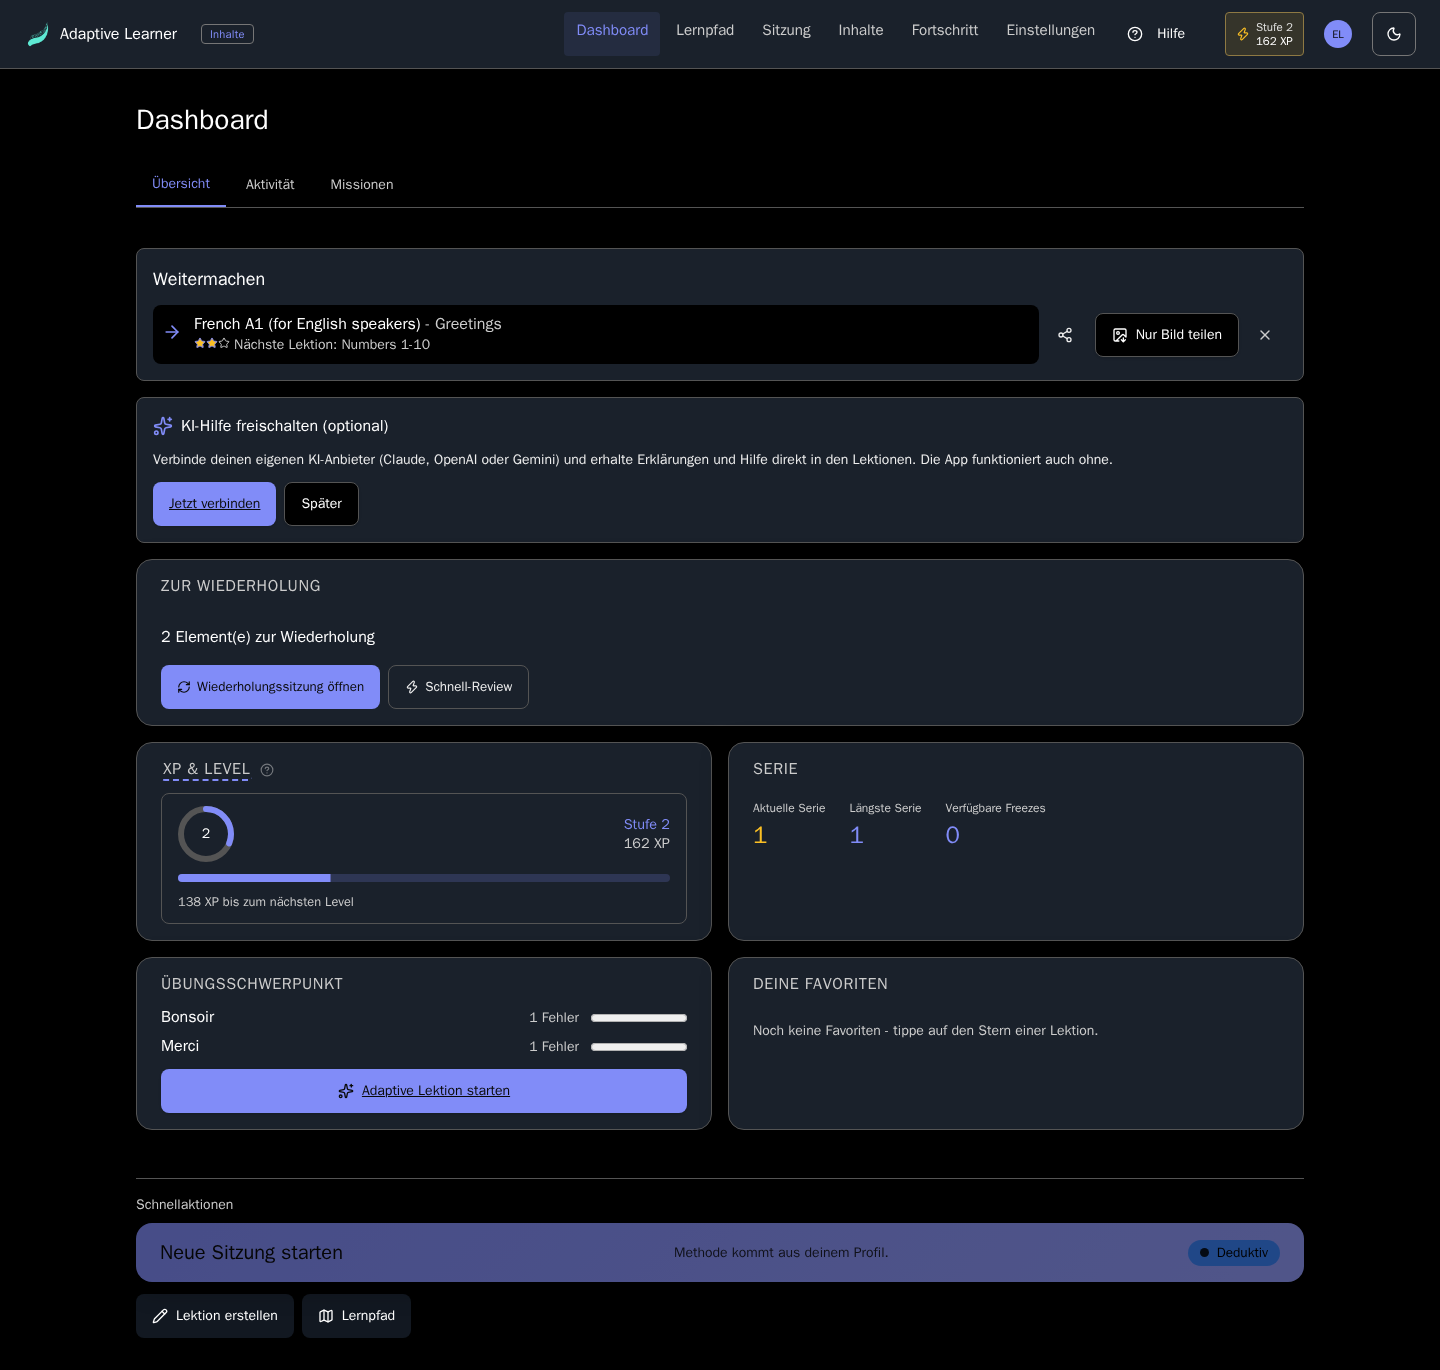 Adaptive Learner
Inhalte
Dashboard
Lernpfad
Sitzung
Inhalte
Fortschritt
Einstellungen
Hilfe
Stufe 2
162 XP
EL
Dashboard
Übersicht
Aktivität
Missionen
Weitermachen
French A1 (for English speakers) - Greetings
Nächste Lektion: Numbers 1-10
Nur Bild teilen
KI-Hilfe freischalten (optional)
Verbinde deinen eigenen KI-Anbieter (Claude, OpenAI oder Gemini) und erhalte Erklärungen und Hilfe direkt in den Lektionen. Die App funktioniert auch ohne.
Jetzt verbinden
Später
ZUR WIEDERHOLUNG
2 Element(e) zur Wiederholung
Wiederholungssitzung öffnen
Schnell-Review
XP & LEVEL
2
Stufe 2
162 XP
138 XP bis zum nächsten Level
SERIE
Aktuelle Serie
Längste Serie
Verfügbare Freezes
1
1
0
ÜBUNGSSCHWERPUNKT
Bonsoir
1 Fehler
Merci
1 Fehler
Adaptive Lektion starten
DEINE FAVORITEN
Noch keine Favoriten - tippe auf den Stern einer Lektion.
Schnellaktionen
Neue Sitzung starten
Methode kommt aus deinem Profil.
Deduktiv
Lektion erstellen
Lernpfad